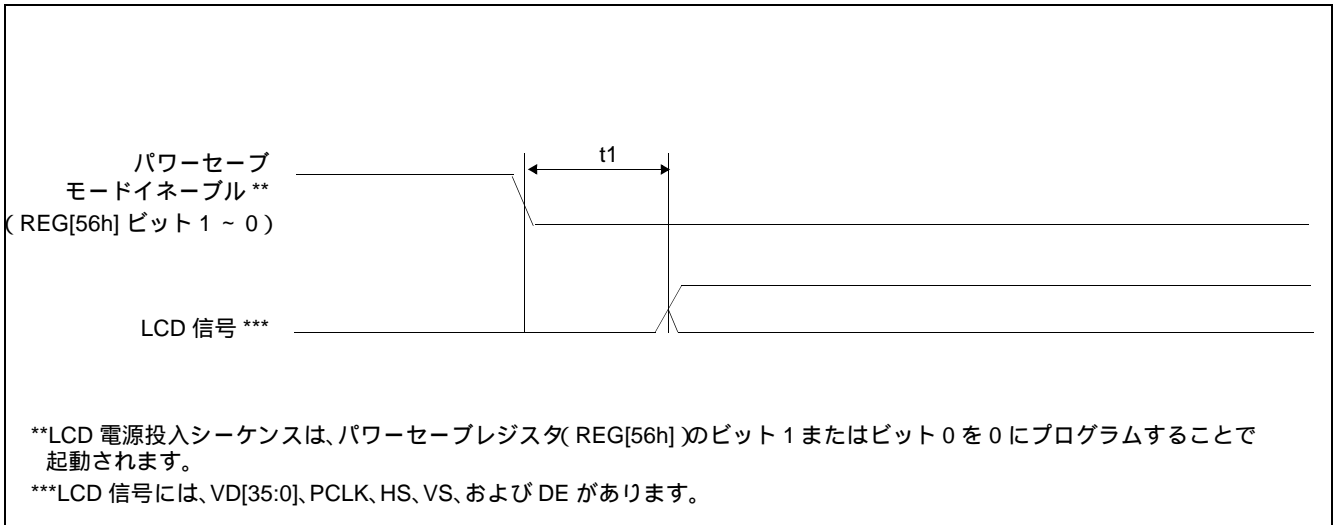 t1
パワーセーブ
モードイネーブル **
( REG[56h] ビット 1 ~ 0 )
LCD 信号 ***
**LCD 電源投入シーケンスは、パワーセーブレジスタ( REG[56h] )のビット 1 またはビット 0 を 0 にプログラムすることで
起動されます。
***LCD 信号には、VD[35:0]、PCLK、HS、VS、および DE があります。